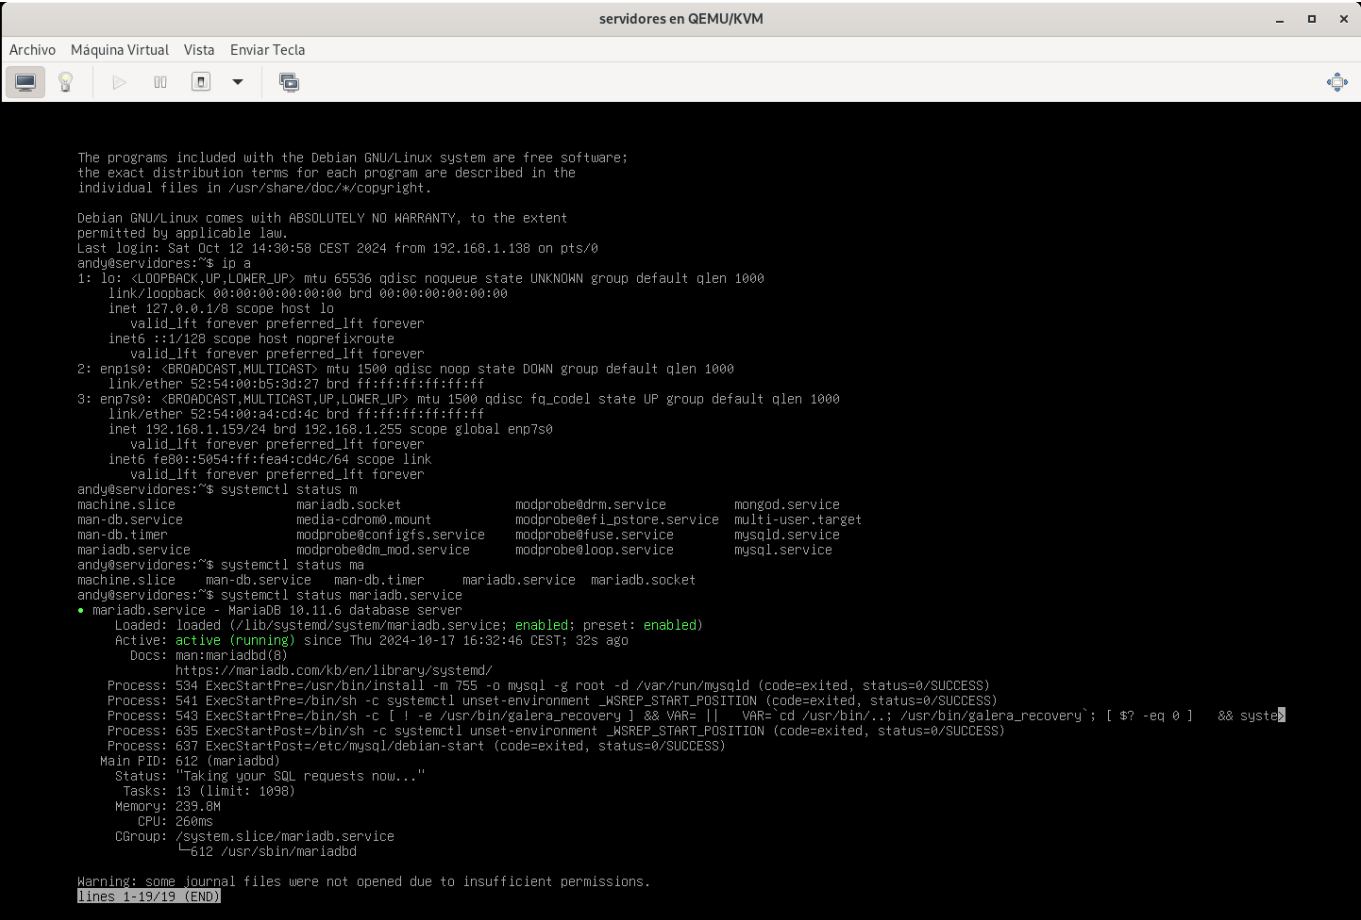 servidores en QEMU/KVM
Archivo Máquina Virtual Vista Enviar Tecla
The programs included with the Debian GNU/Linux system are free software;
the exact distribution terms for each program are described in the
individual files in /usr/share/doc/*/copyright.
Debian GNU/Linux comes with ABSOLUTELY NO WARRANTY, to the extent
permitted by applicable law.
Last login: Sat Oct 12 14:30:58 CEST 2024 from 192.168.1.138 on pts/0
andy@servidores:~$ ip a
1: lo: <LOOPBACK,UP,LOWER_UP> mtu 65536 qdisc noqueue state UNKNOWN group default qlen 1000
    link/loopback 00:00:00:00:00:00 brd 00:00:00:00:00:00
    inet 127.0.0.1/8 scope host lo
       valid_lft forever preferred_lft forever
    inet6 ::1/128 scope host noprefixroute
       valid_lft forever preferred_lft forever
2: enp1s0: <BROADCAST,MULTICAST> mtu 1500 qdisc noop state DOWN group default qlen 1000
    link/ether 52:54:00:b5:3d:27 brd ff:ff:ff:ff:ff:ff
3: enp7s0: <BROADCAST,MULTICAST,UP,LOWER_UP> mtu 1500 qdisc fq_codel state UP group default qlen 1000
    link/ether 52:54:00:a4:cd:4c brd ff:ff:ff:ff:ff:ff
    inet 192.168.1.159/24 brd 192.168.1.255 scope global enp7s0
       valid_lft forever preferred_lft forever
    inet6 fe80::5054:ff:fea4:cd4c/64 scope link
       valid_lft forever preferred_lft forever
andy@servidores:~$ systemctl status m
machine.slice mariadb.socket modprobe@drm.service mongod.service
man-db.service media-cdrom0.mount modprobe@efi_pstore.service multi-user.target
man-db.timer modprobe@configfs.service modprobe@fuse.service mysqld.service
mariadb.service modprobe@dm_mod.service modprobe@loop.service mysql.service
andy@servidores:~$ systemctl status ma
machine.slice man-db.service man-db.timer mariadb.service mariadb.socket
andy@servidores:~$ systemctl status mariadb.service
● mariadb.service - MariaDB 10.11.6 database server
     Loaded: loaded (/lib/systemd/system/mariadb.service; enabled; preset: enabled)
     Active: active (running) since Thu 2024-10-17 16:32:46 CEST; 32s ago
       Docs: man:mariadbd(8)
             https://mariadb.com/kb/en/library/systemd/
    Process: 534 ExecStartPre=/usr/bin/install -m 755 -o mysql -g root -d /var/run/mysqld (code=exited, status=0/SUCCESS)
    Process: 541 ExecStartPre=/bin/sh -c systemctl unset-environment _WSREP_START_POSITION (code=exited, status=0/SUCCESS)
    Process: 543 ExecStartPre=/bin/sh -c [ ! -e /usr/bin/galera_recovery ] && VAR= ||   VAR=`cd /usr/bin/..; /usr/bin/galera_recovery`; [ $? -eq 0 ]   && syste>
    Process: 635 ExecStartPost=/bin/sh -c systemctl unset-environment _WSREP_START_POSITION (code=exited, status=0/SUCCESS)
    Process: 637 ExecStartPost=/etc/mysql/debian-start (code=exited, status=0/SUCCESS)
   Main PID: 612 (mariadbd)
     Status: "Taking your SQL requests now..."
      Tasks: 13 (limit: 1098)
     Memory: 239.8M
        CPU: 260ms
     CGroup: /system.slice/mariadb.service
             └─612 /usr/sbin/mariadbd
Warning: some journal files were not opened due to insufficient permissions.
lines 1-19/19 (END)